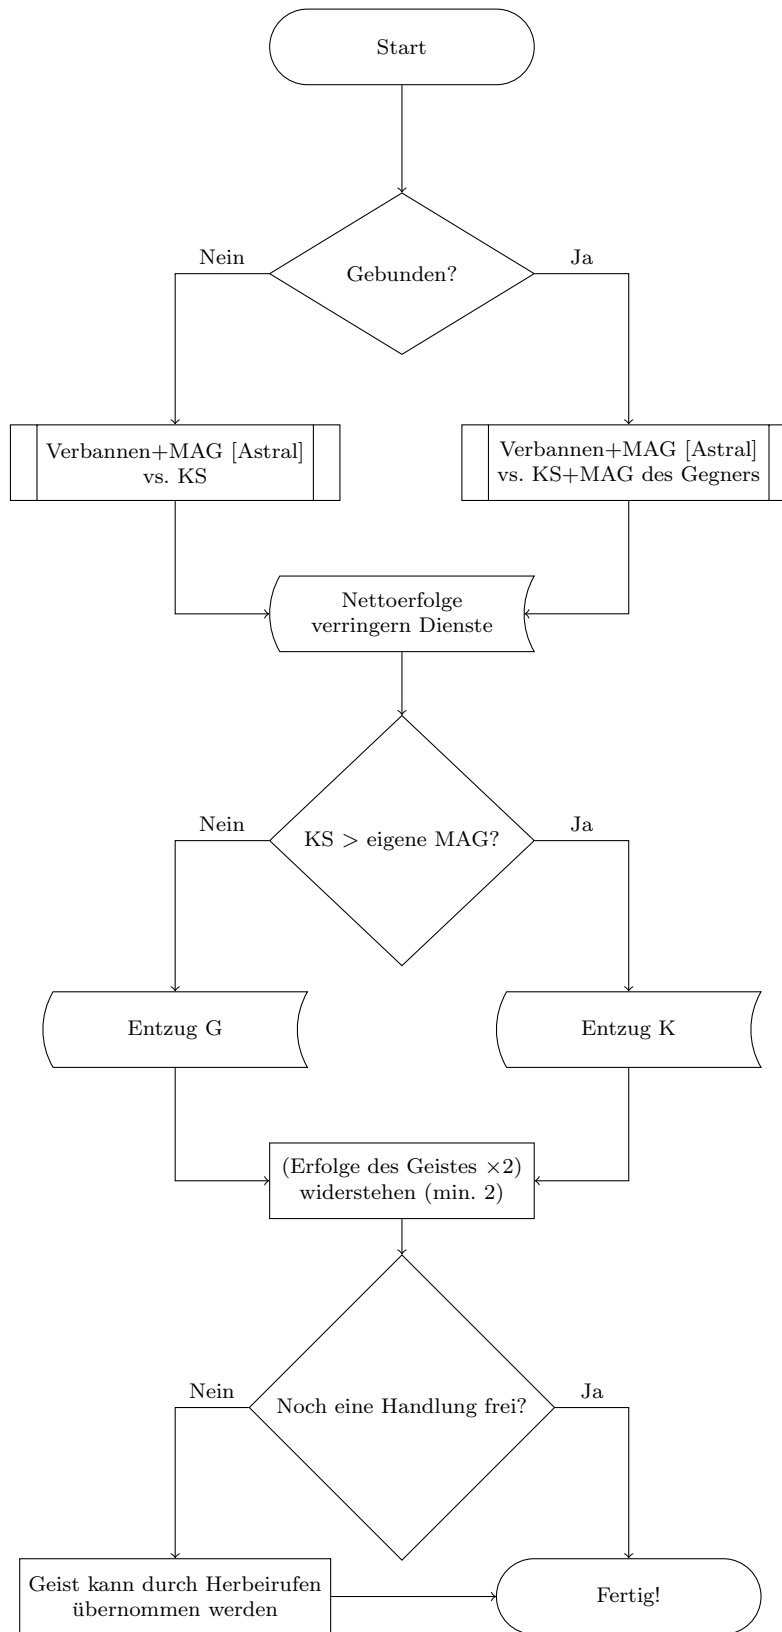 Start
Gebunden?
Nein
Ja
Verbannen+MAG [Astral]
vs. KS
Verbannen+MAG [Astral]
vs. KS+MAG des Gegners
Nettoerfolge
verringern Dienste
KS > eigene MAG?
Nein
Ja
Entzug G
Entzug K
(Erfolge des Geistes ×2)
widerstehen (min. 2)
Noch eine Handlung frei?
Nein
Ja
Geist kann durch Herbeirufen
übernommen werden
Fertig!